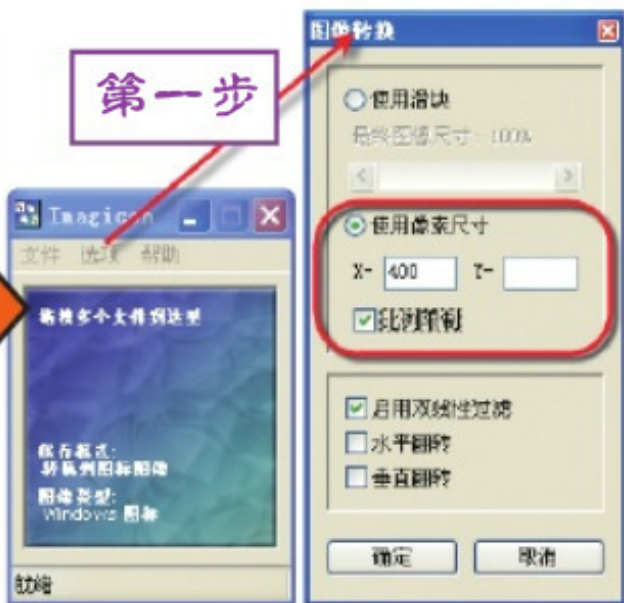 第一步
Imagicon
文件 选项 帮助
拖拽多个文件到这里
保存格式:
转换到图标图像
图像类型:
Windows 图标
就绪
图像转换
使用滑块
最终图像尺寸: 100%
使用像素尺寸
X- 400 Y-
启用双线性过滤
水平翻转
垂直翻转
确定 取消